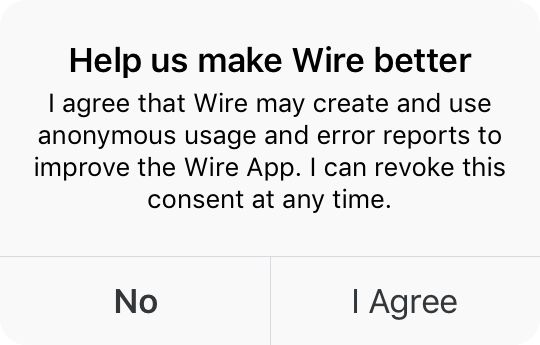 Help us make Wire better
I agree that Wire may create and use
anonymous usage and error reports to
improve the Wire App. I can revoke this
consent at any time.
No
I Agree